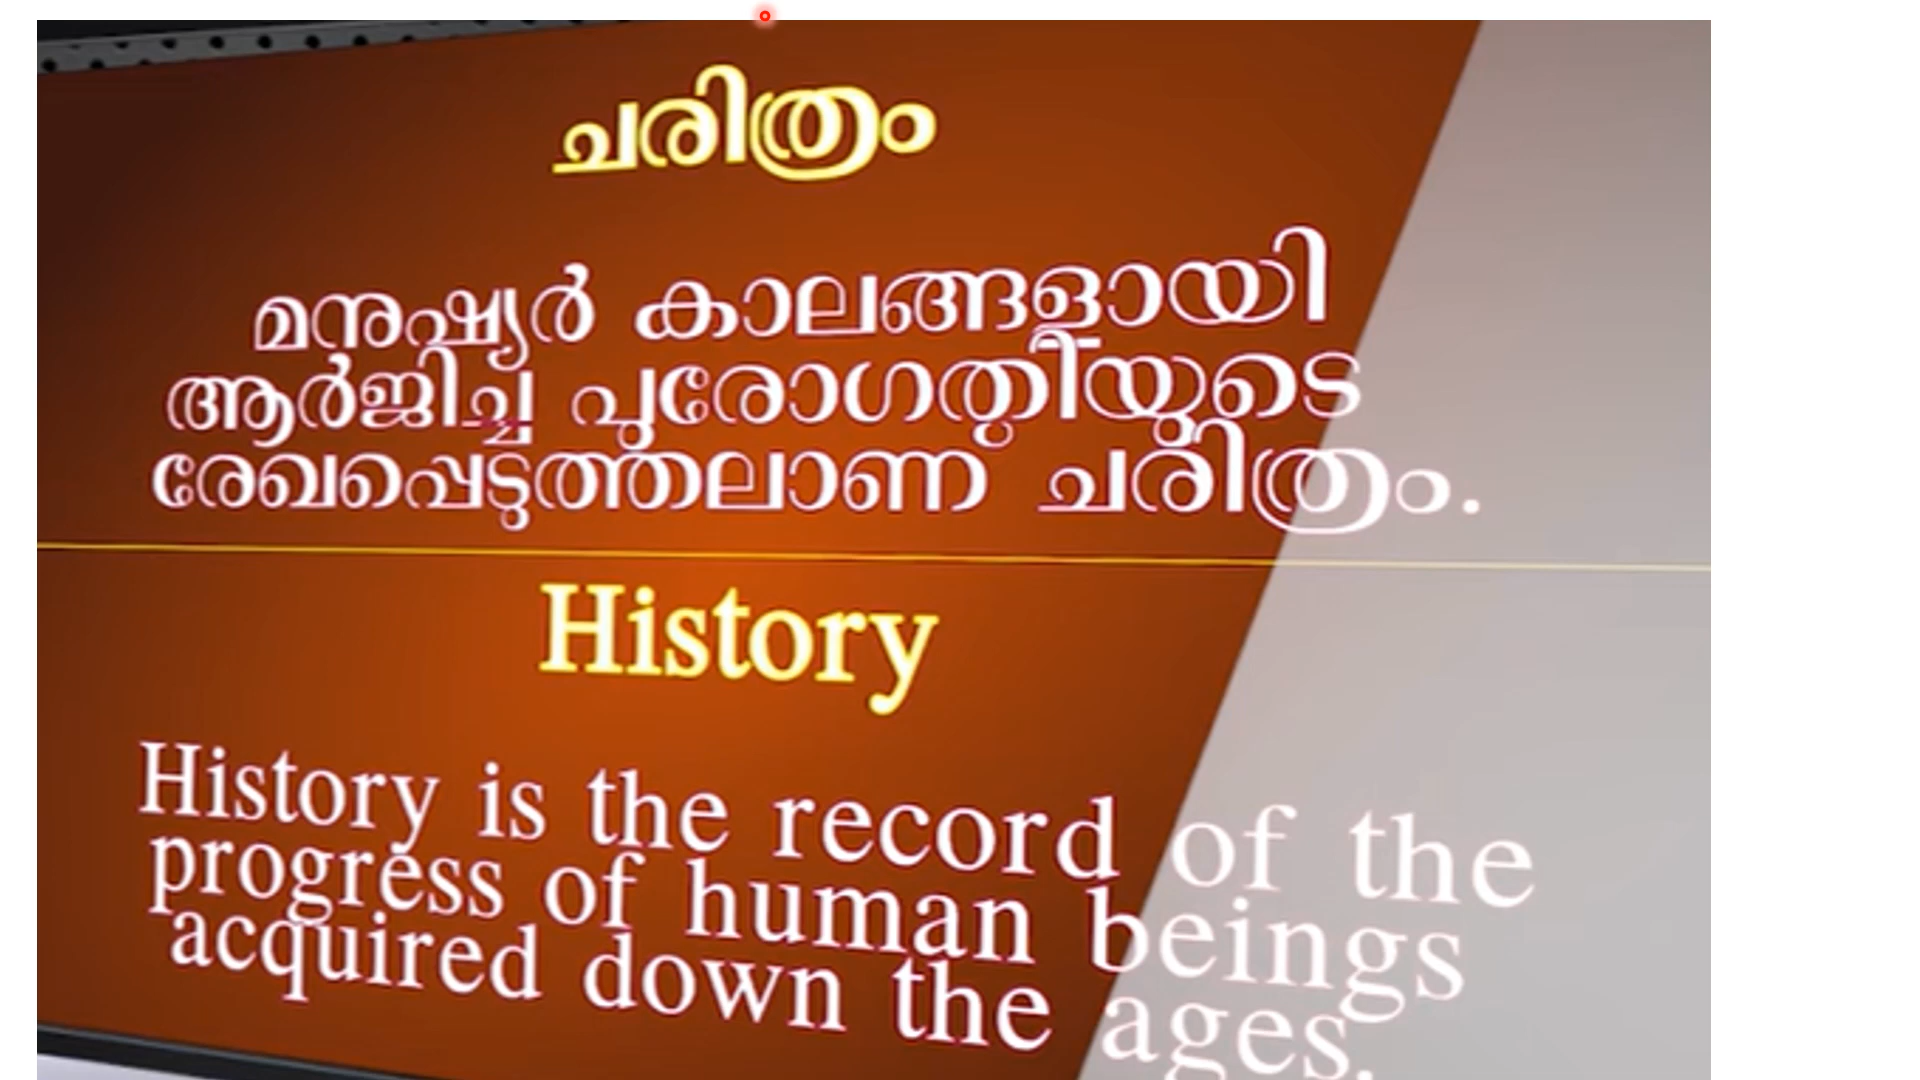 ചരിത്രം
മനുഷ്യർ കാലങ്ങളായി
ആർജിച്ച പുരോഗതിയുടെ
രേഖപ്പെടുത്തലാണ് ചരിത്രം.
History
History is the record of the
progress of human beings
acquired down the ages.